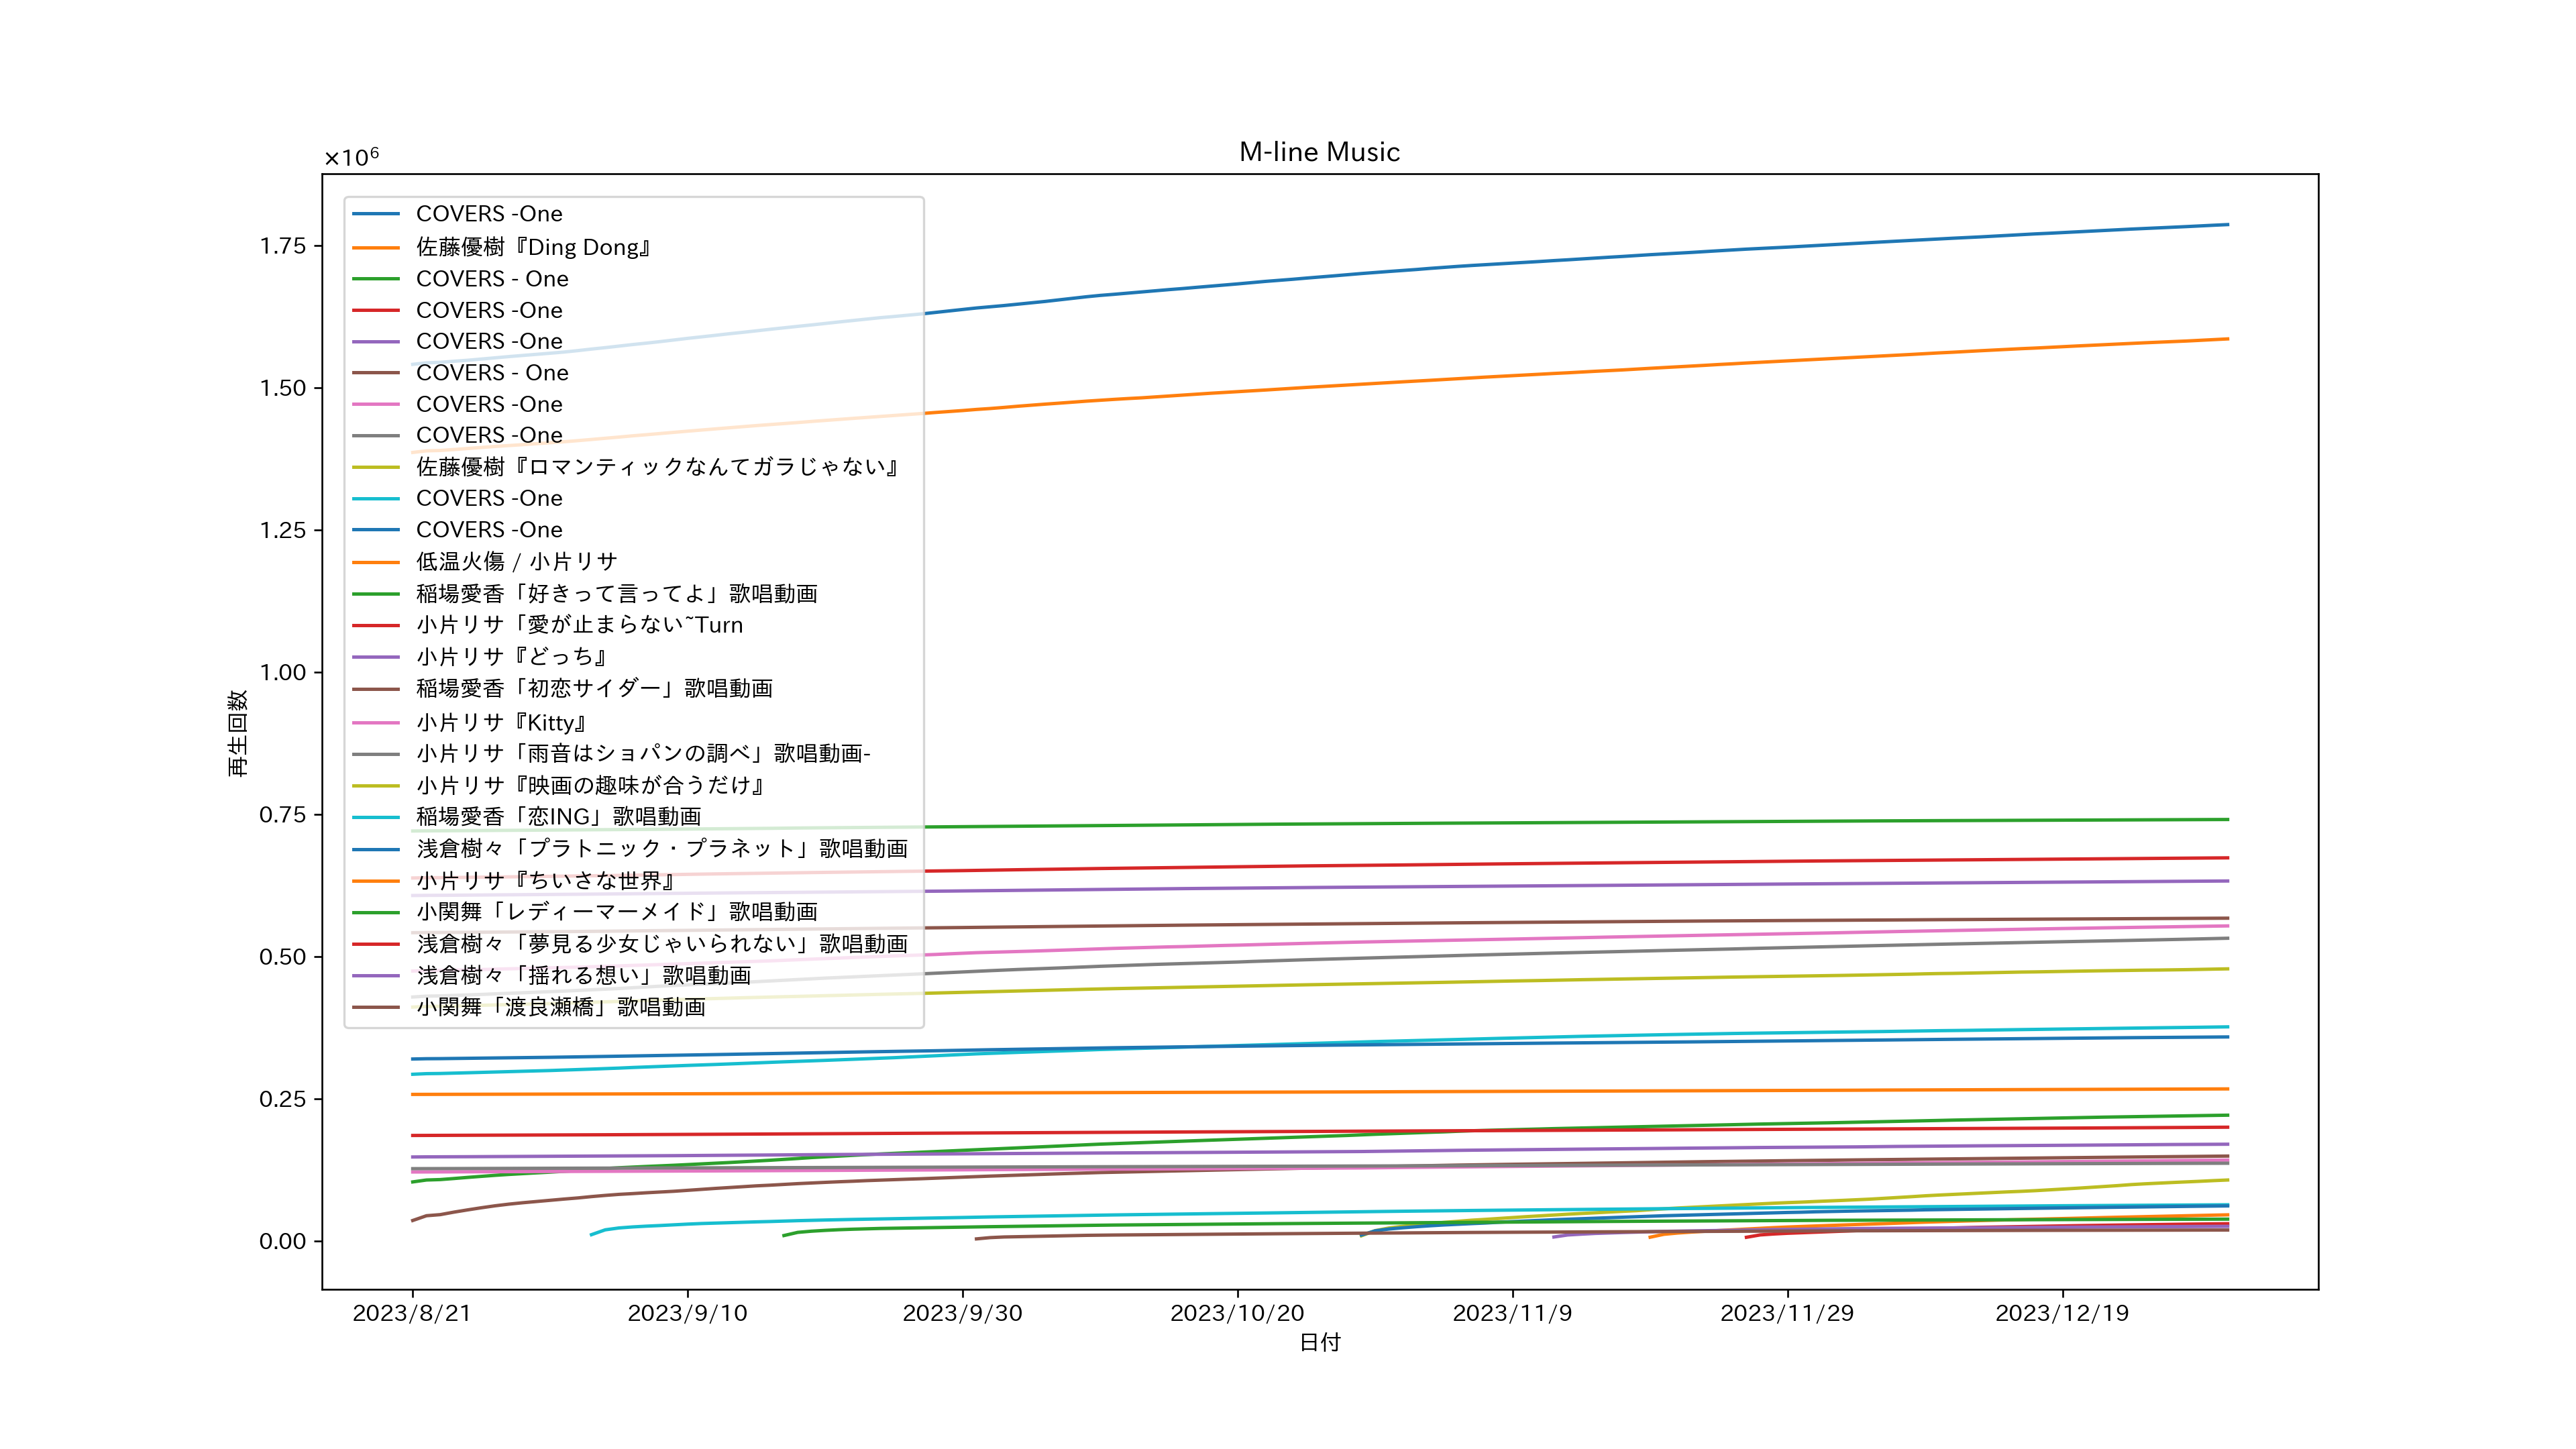 M-line Music
×10⁶
1.75
1.50
1.25
1.00
0.75
0.50
0.25
0.00
再生回数
COVERS -One
佐藤優樹『Ding Dong』
COVERS - One
COVERS -One
COVERS -One
COVERS - One
COVERS -One
COVERS -One
佐藤優樹『ロマンティックなんてガラじゃない』
COVERS -One
COVERS -One
低温火傷 / 小片リサ
稲場愛香「好きって言ってよ」歌唱動画
小片リサ「愛が止まらない~Turn
小片リサ『どっち』
稲場愛香「初恋サイダー」歌唱動画
小片リサ『Kitty』
小片リサ「雨音はショパンの調べ」歌唱動画-
小片リサ『映画の趣味が合うだけ』
稲場愛香「恋ING」歌唱動画
浅倉樹々「プラトニック・プラネット」歌唱動画
小片リサ『ちいさな世界』
小関舞「レディーマーメイド」歌唱動画
浅倉樹々「夢見る少女じゃいられない」歌唱動画
浅倉樹々「揺れる想い」歌唱動画
小関舞「渡良瀬橋」歌唱動画
2023/8/21
2023/9/10
2023/9/30
2023/10/20
2023/11/9
2023/11/29
2023/12/19
日付